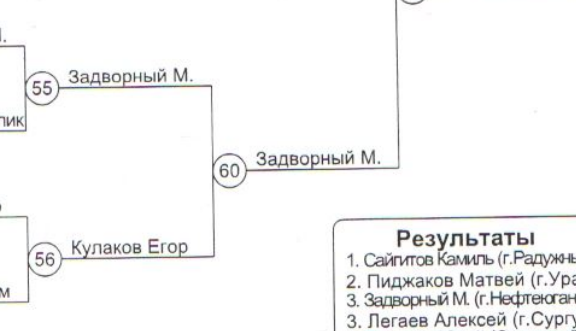 55 Задворный М.
60 Задворный М.
56 Кулаков Егор
Результаты
1. Сайгитов Камиль (г.Радужны
2. Пиджаков Матвей (г.Ура
3. Задворный М. (г.Нефтеюган
3. Легаев Алексей (г.Сургу